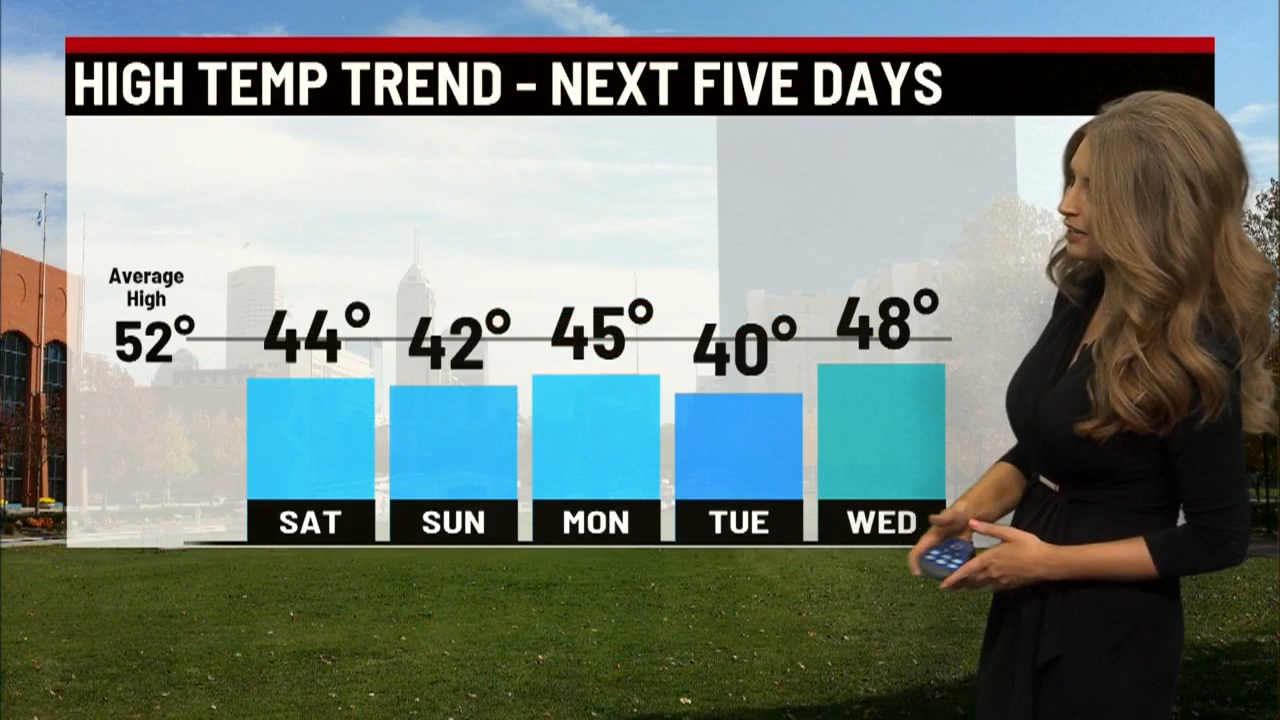 HIGH TEMP TREND - NEXT FIVE DAYS
Average
High
52°
44°
42°
45°
40°
48°
SAT
SUN
MON
TUE
WED